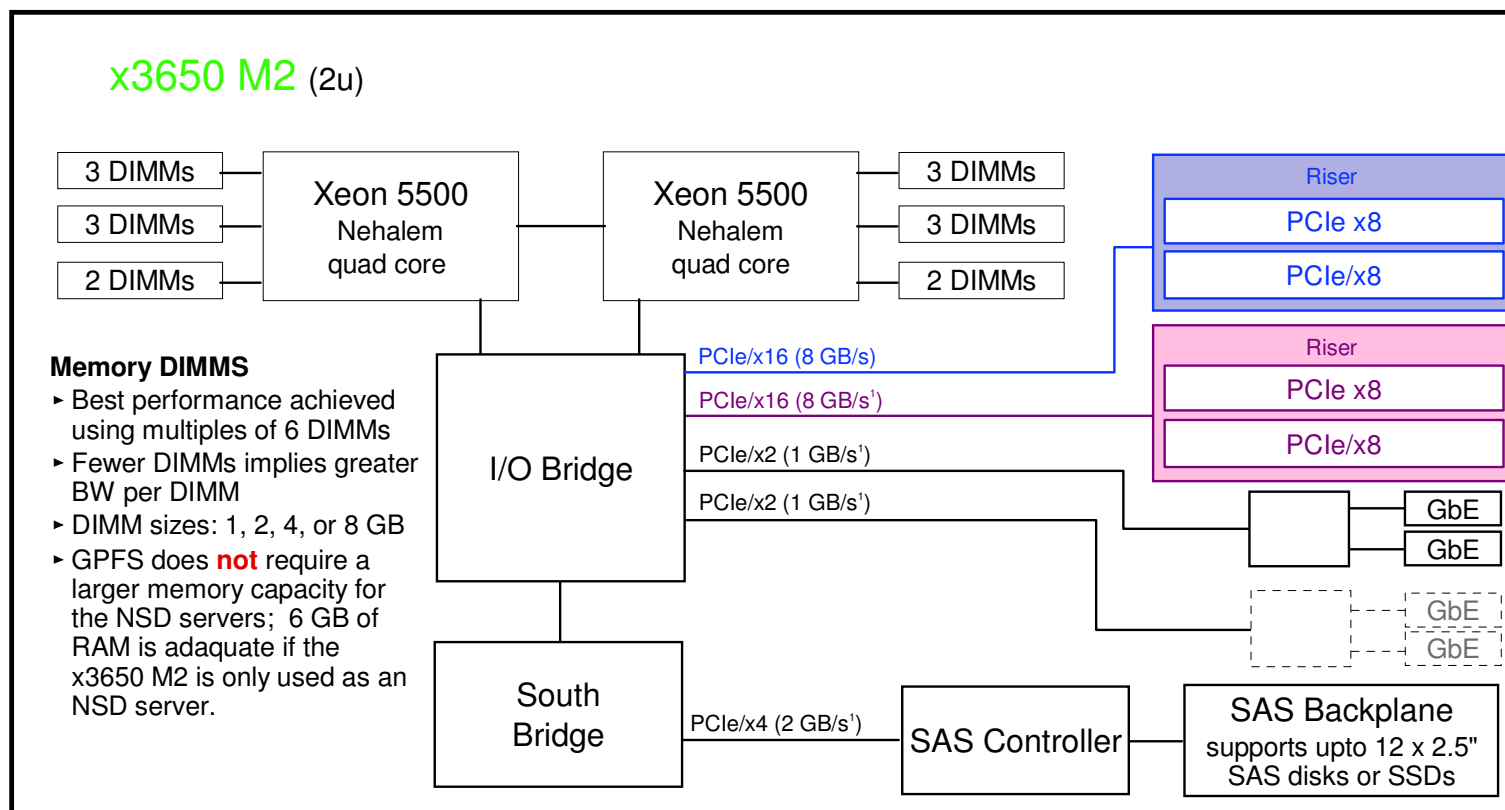 x3650 M2 (2u)
3 DIMMs
3 DIMMs
2 DIMMs
Xeon 5500
Nehalem
quad core
Xeon 5500
Nehalem
quad core
3 DIMMs
3 DIMMs
2 DIMMs
Riser
PCIe x8
PCIe/x8
Riser
PCIe x8
PCIe/x8
Memory DIMMS
► Best performance achieved
using multiples of 6 DIMMs
► Fewer DIMMs implies greater
BW per DIMM
► DIMM sizes: 1, 2, 4, or 8 GB
► GPFS does not require a
larger memory capacity for
the NSD servers; 6 GB of
RAM is adaquate if the
x3650 M2 is only used as an
NSD server.
I/O Bridge
PCIe/x16 (8 GB/s)
PCIe/x16 (8 GB/s¹)
PCIe/x2 (1 GB/s¹)
PCIe/x2 (1 GB/s¹)
GbE
GbE
GbE
GbE
South
Bridge
PCIe/x4 (2 GB/s¹)
SAS Controller
SAS Backplane
supports upto 12 x 2.5"
SAS disks or SSDs